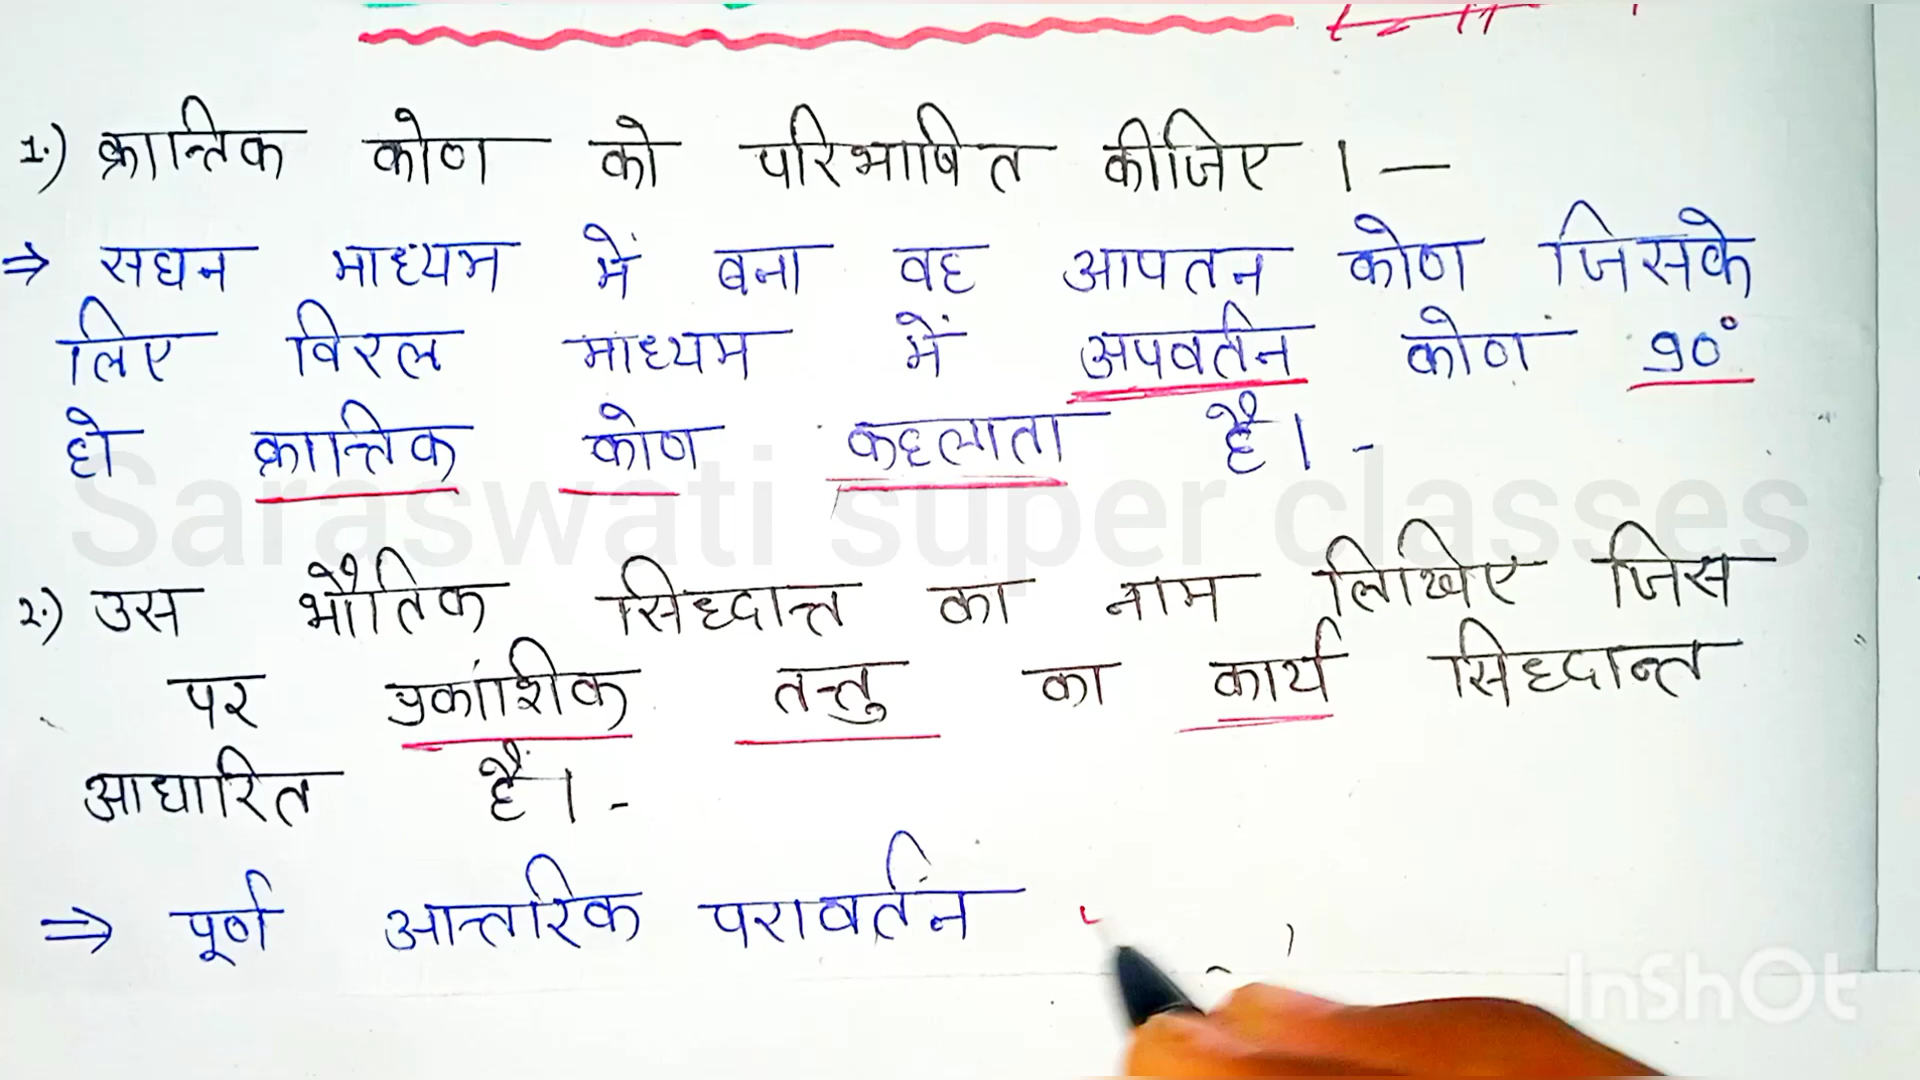 1.) क्रान्तिक कोण को परिभाषित कीजिए । —
⇒ सघन माध्यम में बना वह आपतन कोण जिसके
लिए विरल माध्यम में अपवर्तन कोण 90°
हो क्रान्तिक कोण कहलाता है। -
Saraswati super classes
2.) उस भौतिक सिध्दान्त का नाम लिखिए जिस
पर प्रकाशिक तन्तु का कार्य सिध्दान्त
आधारित है। -
⇒ पूर्ण आन्तरिक परावर्तन
InShOt